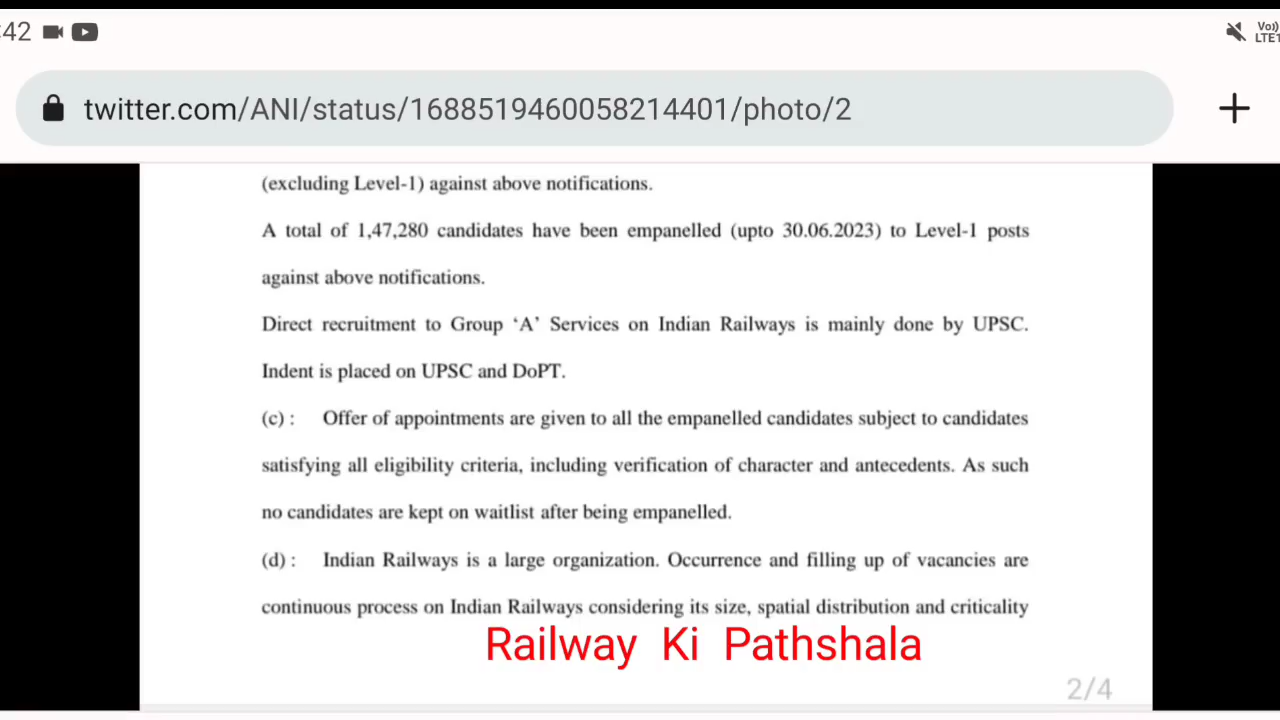 :42
Vo))
LTE1
twitter.com/ANI/status/1688519460058214401/photo/2
(excluding Level-1) against above notifications.
A total of 1,47,280 candidates have been empanelled (upto 30.06.2023) to Level-1 posts
against above notifications.
Direct recruitment to Group ‘A’ Services on Indian Railways is mainly done by UPSC.
Indent is placed on UPSC and DoPT.
(c) : Offer of appointments are given to all the empanelled candidates subject to candidates
satisfying all eligibility criteria, including verification of character and antecedents. As such
no candidates are kept on waitlist after being empanelled.
(d) : Indian Railways is a large organization. Occurrence and filling up of vacancies are
continuous process on Indian Railways considering its size, spatial distribution and criticality
Railway Ki Pathshala
2/4